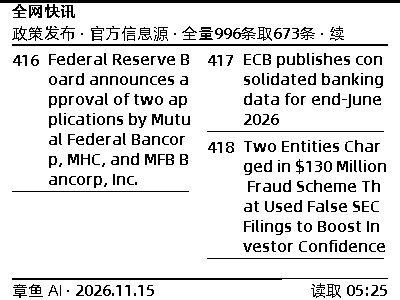 全网快讯
政策发布 · 官方信息源 · 全量996条取673条 · 续
416 Federal Reserve B
oard announces a
pproval of two ap
plications by Mutu
al Federal Bancor
p, MHC, and MFB B
ancorp, Inc.
417 ECB publishes con
solidated banking
data for end-June
2026
418 Two Entities Char
ged in $130 Million
Fraud Scheme Th
at Used False SEC
Filings to Boost In
vestor Confidence
章鱼 AI · 2026.11.15
读取 05:25